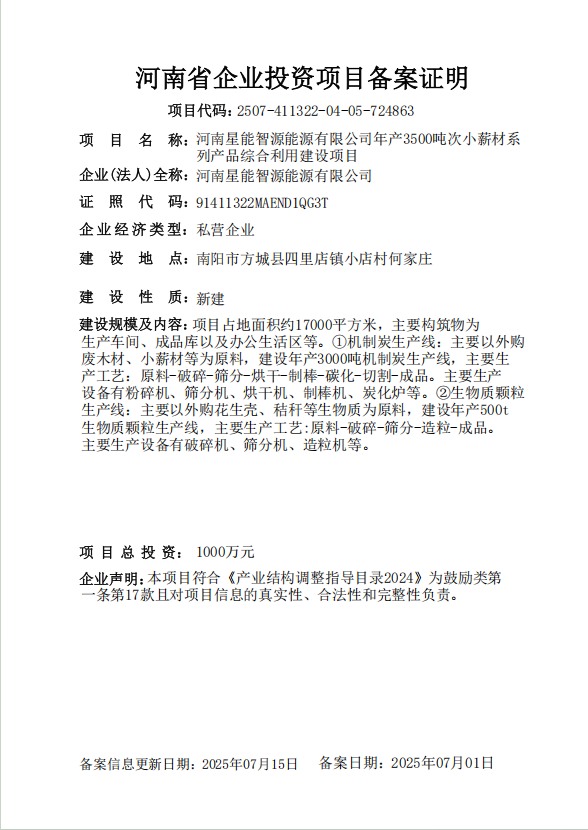 河南省企业投资项目备案证明
项目代码：2507-411322-04-05-724863
项目名称：河南星能智源能源有限公司年产3500吨次小薪材系
列产品综合利用建设项目
企业(法人)全称：河南星能智源能源有限公司
证照代码：91411322MAEND1QG3T
企业经济类型：私营企业
建设地点：南阳市方城县四里店镇小店村何家庄
建设性质：新建
建设规模及内容：项目占地面积约17000平方米，主要构筑物为
生产车间、成品库以及办公生活区等。①机制炭生产线：主要以外购
废木材、小薪材等为原料，建设年产3000吨机制炭生产线，主要生
产工艺：原料-破碎-筛分-烘干-制棒-碳化-切割-成品。主要生产
设备有粉碎机、筛分机、烘干机、制棒机、炭化炉等。②生物质颗粒
生产线：主要以外购花生壳、秸秆等生物质为原料，建设年产500t
生物质颗粒生产线，主要生产工艺:原料-破碎-筛分-造粒-成品。
主要生产设备有破碎机、筛分机、造粒机等。
项目总投资：1000万元
企业声明：本项目符合《产业结构调整指导目录2024》为鼓励类第
一条第17款且对项目信息的真实性、合法性和完整性负责。
备案信息更新日期：2025年07月15日 备案日期：2025年07月01日